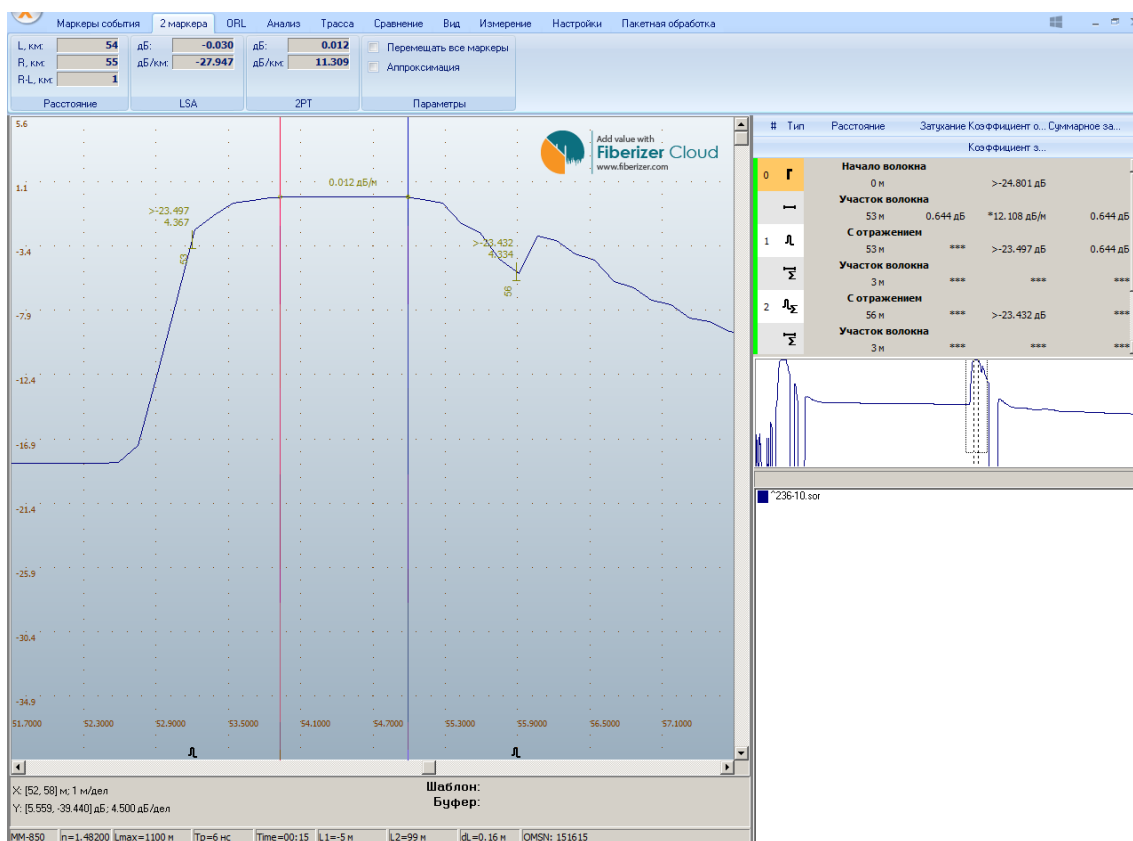 Маркеры события 2 маркера ORL Анализ Трасса Сравнение Вид Измерение Настройки Пакетная обработка
L, км: 54 дБ: -0.030 дБ: 0.012 Перемещать все маркеры
R, км: 55 дБ/км: -27.947 дБ/км: 11.309 Аппроксимация
R-L, км: 1
Расстояние LSA 2PT Параметры
5.6
1.1
-3.4
-7.9
-12.4
-16.9
-21.4
-25.9
-30.4
-34.9
Add value with
Fiberizer Cloud
www.fiberizer.com
0.012 дБ/м
>-23.497
4.367
53
>-23.432
4.334
56
51.7000 52.3000 52.9000 53.5000 54.1000 54.7000 55.3000 55.9000 56.5000 57.1000
# Тип Расстояние Затухание Коэффициент о... Суммарное за...
Коэффициент з...
0 Начало волокна
0 м >-24.801 дБ
Участок волокна
53 м 0.644 дБ *12.108 дБ/м 0.644 дБ
1 С отражением
53 м *** >-23.497 дБ 0.644 дБ
Участок волокна
3 м *** *** ***
2 С отражением
56 м *** >-23.432 дБ ***
Участок волокна
3 м *** *** ***
^236-10.sor
X: [52, 58] м; 1 м/дел
Y: [5.559, -39.440] дБ; 4.500 дБ/дел
Шаблон:
Буфер:
MM-850 n=1.48200 Lmax=1100 м Tp=6 нс Time=00:15 L1=-5 м L2=99 м dL=0.16 м OMSN: 151615